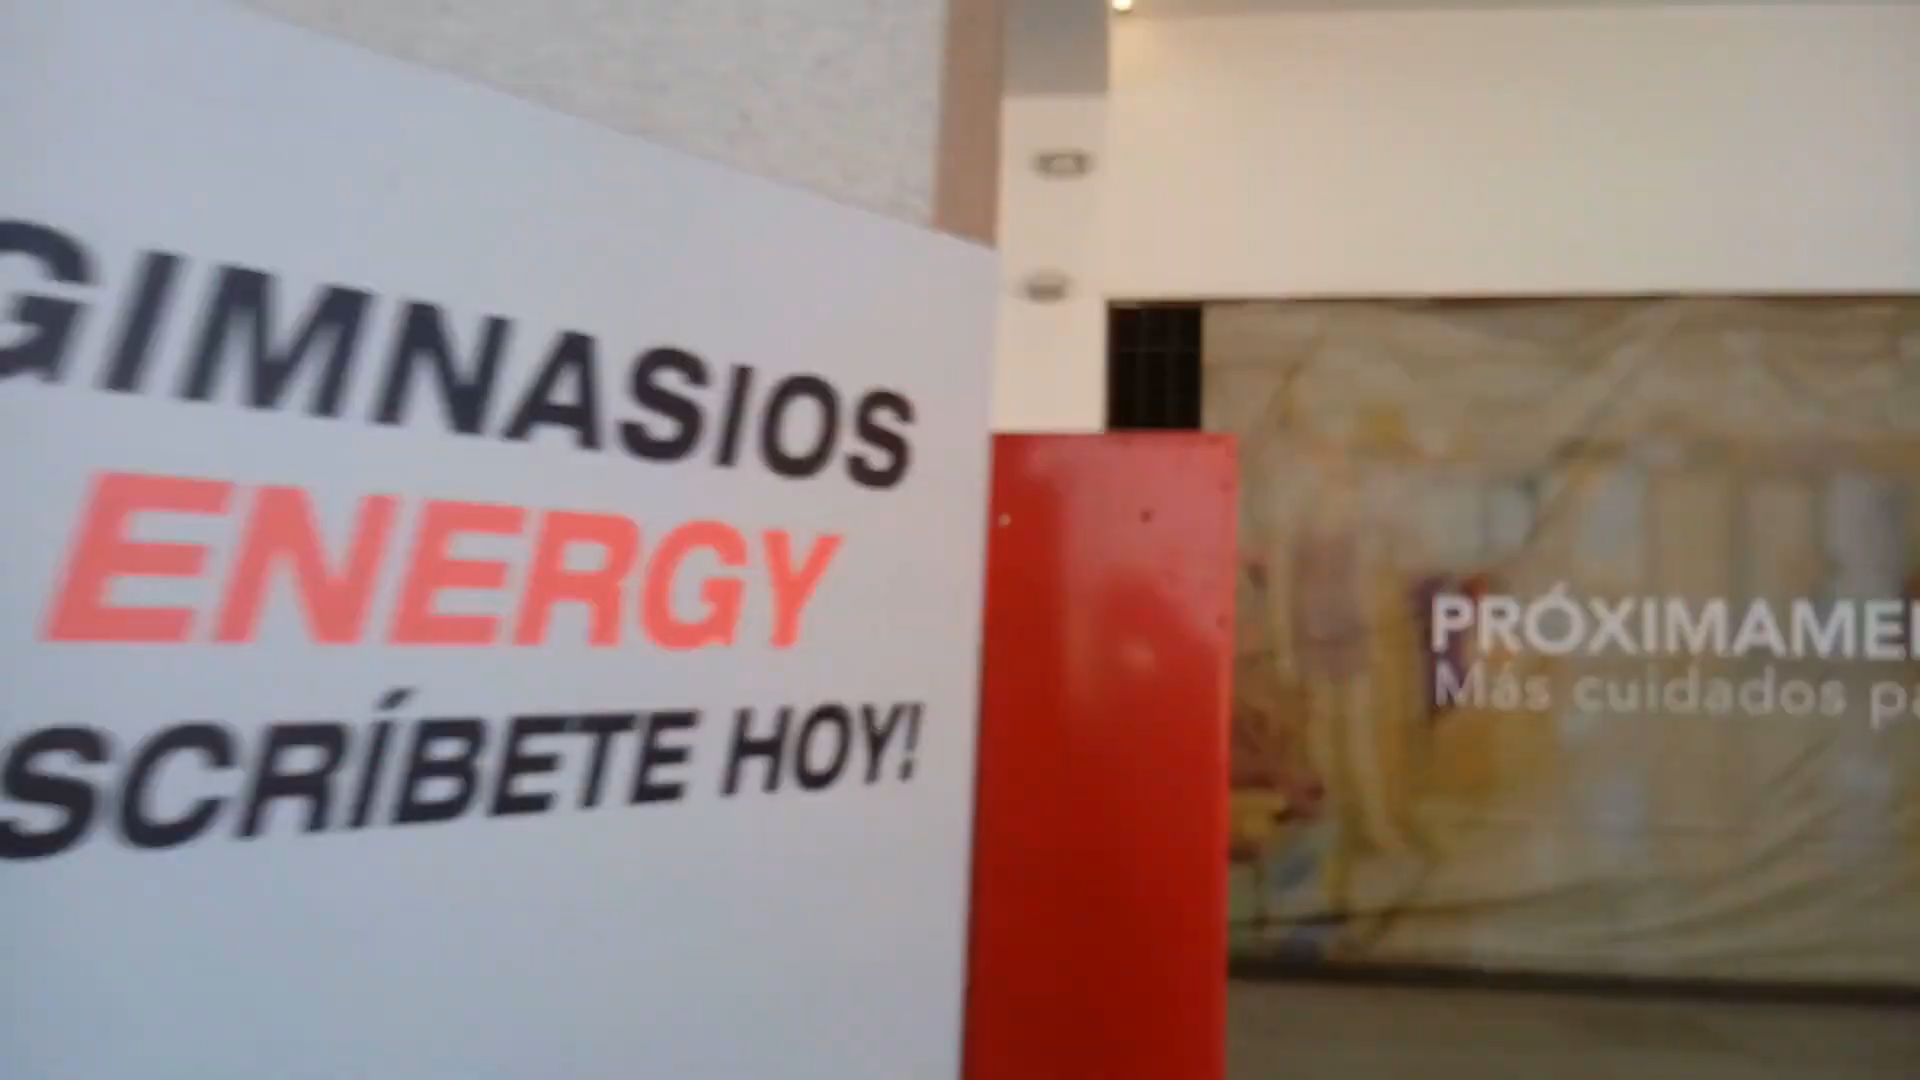 GIMNASIOS
ENERGY
SCRÍBETE HOY!
PRÓXIMAME
Más cuidados pa